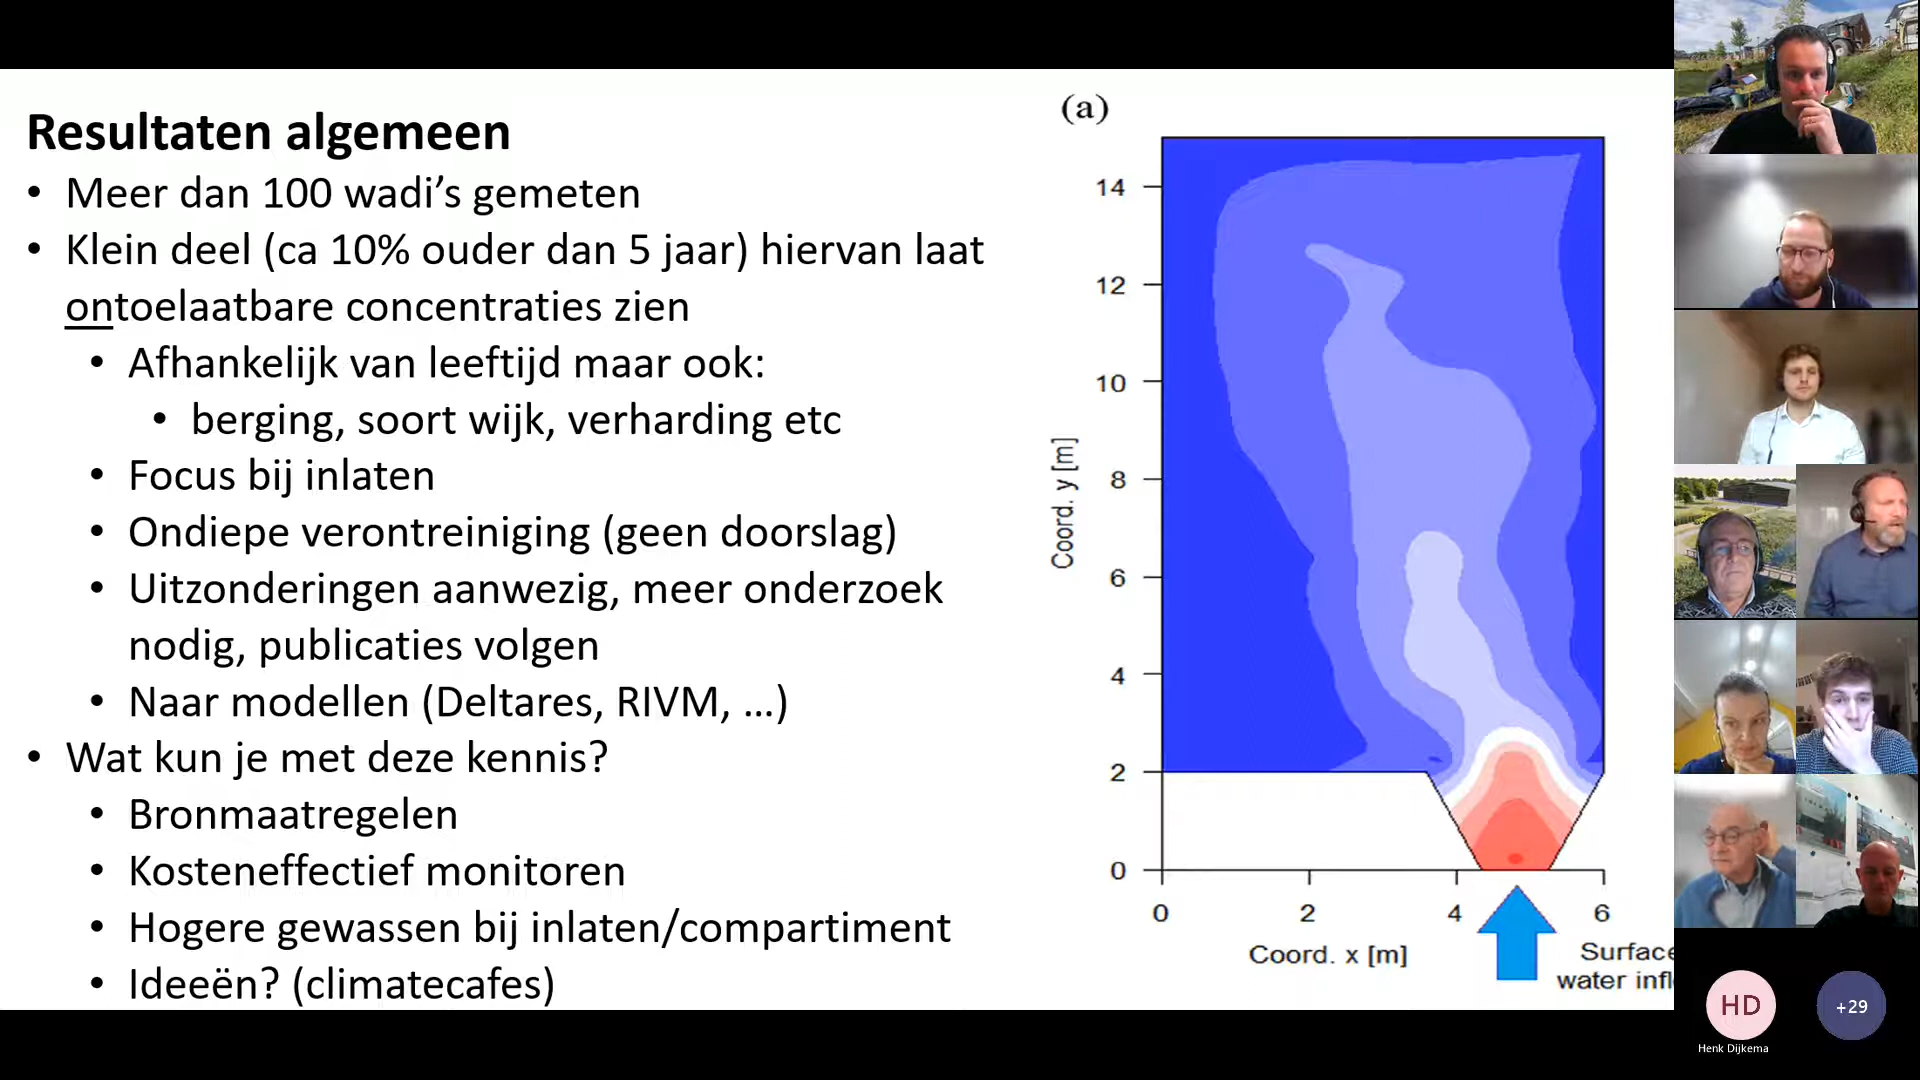 Resultaten algemeen
• Meer dan 100 wadi’s gemeten
• Klein deel (ca 10% ouder dan 5 jaar) hiervan laat
ontoelaatbare concentraties zien
• Afhankelijk van leeftijd maar ook:
• berging, soort wijk, verharding etc
• Focus bij inlaten
• Ondiepe verontreiniging (geen doorslag)
• Uitzonderingen aanwezig, meer onderzoek
nodig, publicaties volgen
• Naar modellen (Deltares, RIVM, …)
• Wat kun je met deze kennis?
• Bronmaatregelen
• Kosteneffectief monitoren
• Hogere gewassen bij inlaten/compartiment
• Ideeën? (climatecafes)
(a)
Coord. y [m]
14
12
10
8
6
4
2
0
0 2 4 6
Coord. x [m]
Surface
water infl
HD
Henk Dijkema
+29